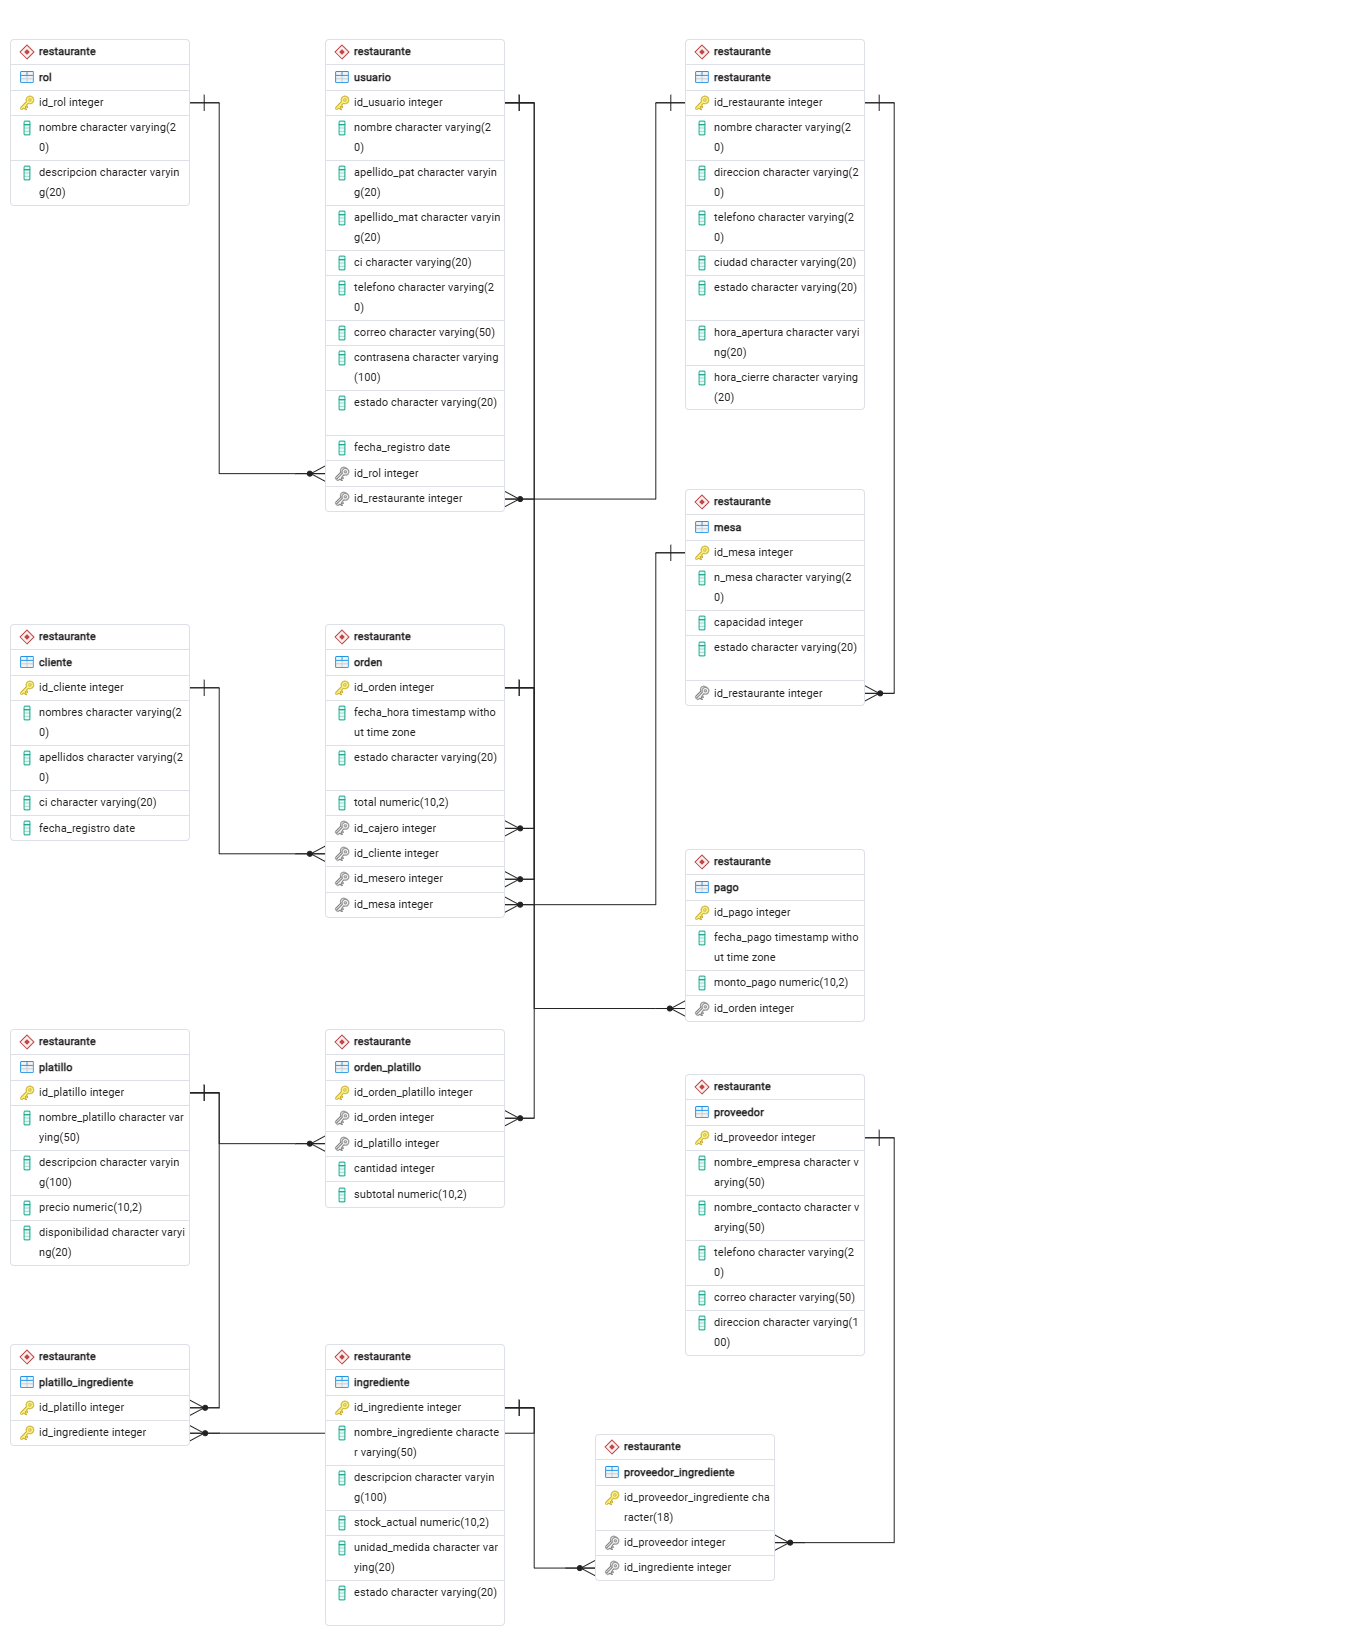 restaurante
rol
id_rol integer
nombre character varying(2
0)
descripcion character varyin
g(20)
restaurante
usuario
id_usuario integer
nombre character varying(2
0)
apellido_pat character varyin
g(20)
apellido_mat character varyin
g(20)
ci character varying(20)
telefono character varying(2
0)
correo character varying(50)
contrasena character varying
(100)
estado character varying(20)
fecha_registro date
id_rol integer
id_restaurante integer
restaurante
restaurante
id_restaurante integer
nombre character varying(2
0)
direccion character varying(2
0)
telefono character varying(2
0)
ciudad character varying(20)
estado character varying(20)
hora_apertura character varyi
ng(20)
hora_cierre character varying
(20)
restaurante
mesa
id_mesa integer
n_mesa character varying(2
0)
capacidad integer
estado character varying(20)
id_restaurante integer
restaurante
cliente
id_cliente integer
nombres character varying(2
0)
apellidos character varying(2
0)
ci character varying(20)
fecha_registro date
restaurante
orden
id_orden integer
fecha_hora timestamp witho
ut time zone
estado character varying(20)
total numeric(10,2)
id_cajero integer
id_cliente integer
id_mesero integer
id_mesa integer
restaurante
pago
id_pago integer
fecha_pago timestamp witho
ut time zone
monto_pago numeric(10,2)
id_orden integer
restaurante
platillo
id_platillo integer
nombre_platillo character var
ying(50)
descripcion character varyin
g(100)
precio numeric(10,2)
disponibilidad character varyi
ng(20)
restaurante
orden_platillo
id_orden_platillo integer
id_orden integer
id_platillo integer
cantidad integer
subtotal numeric(10,2)
restaurante
proveedor
id_proveedor integer
nombre_empresa character v
arying(50)
nombre_contacto character v
arying(50)
telefono character varying(2
0)
correo character varying(50)
direccion character varying(1
00)
restaurante
platillo_ingrediente
id_platillo integer
id_ingrediente integer
restaurante
ingrediente
id_ingrediente integer
nombre_ingrediente characte
r varying(50)
descripcion character varyin
g(100)
stock_actual numeric(10,2)
unidad_medida character var
ying(20)
estado character varying(20)
restaurante
proveedor_ingrediente
id_proveedor_ingrediente cha
racter(18)
id_proveedor integer
id_ingrediente integer